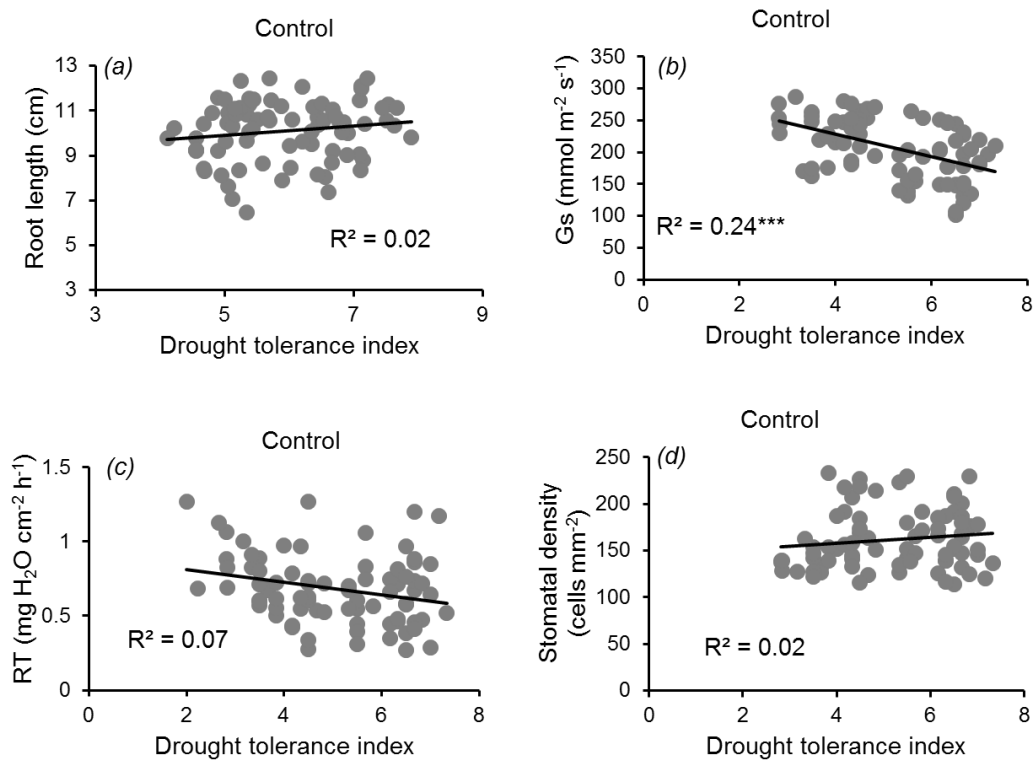 Control
(a)
Root length (cm)
13
11
9
7
5
3
R² = 0.02
3
5
7
9
Drought tolerance index
Control
(b)
Gs (mmol m⁻² s⁻¹)
350
300
250
200
150
100
50
0
R² = 0.24***
0
2
4
6
8
Drought tolerance index
Control
(c)
RT (mg H₂O cm⁻² h⁻¹)
1.5
1
0.5
0
R² = 0.07
0
2
4
6
8
Drought tolerance index
Control
(d)
Stomatal density
(cells mm⁻²)
250
200
150
100
50
0
R² = 0.02
0
2
4
6
8
Drought tolerance index